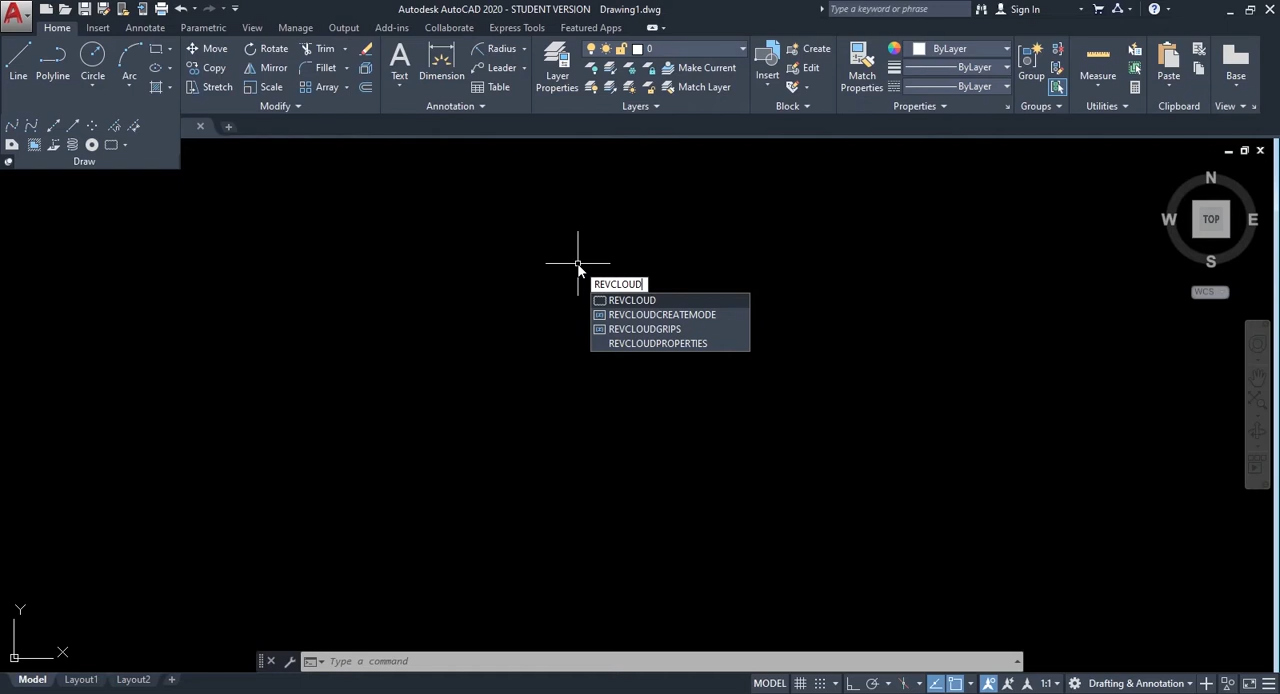 Autodesk AutoCAD 2020 - STUDENT VERSION Drawing1.dwg
Type a keyword or phrase
Sign In
Home Insert Annotate Parametric View Manage Output Add-ins Collaborate Express Tools Featured Apps
Line
Polyline
Circle
Arc
Draw
Move
Rotate
Trim
Copy
Mirror
Fillet
Stretch
Scale
Array
Modify
Text
Dimension
Radius
Leader
Table
Annotation
Layer
Properties
0
Make Current
Match Layer
Layers
Insert
Create
Edit
Block
Match
Properties
ByLayer
ByLayer
ByLayer
Properties
Group
Groups
Measure
Utilities
Paste
Clipboard
Base
View
N
W
TOP
E
S
WCS
REVCLOUD
REVCLOUD
REVCLOUDCREATEMODE
REVCLOUDGRIPS
REVCLOUDPROPERTIES
Y
X
Type a command
Model Layout1 Layout2
MODEL
1:1
Drafting & Annotation